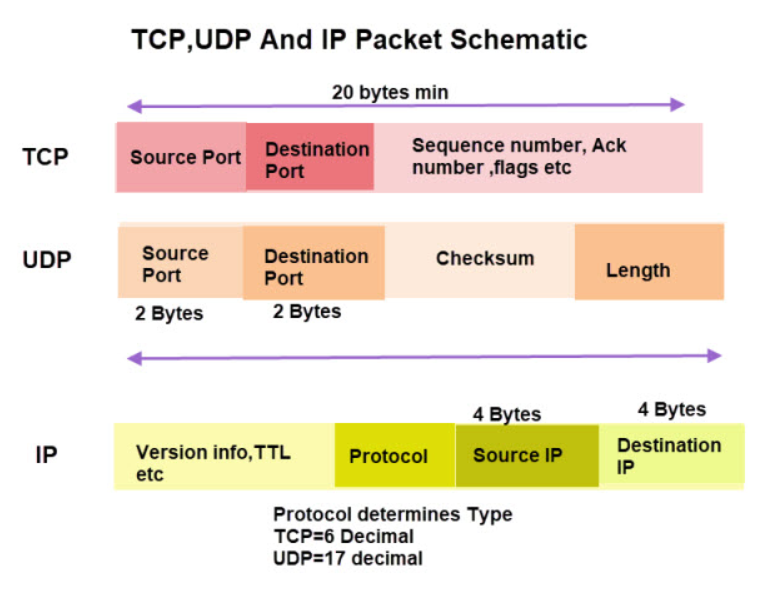 TCP,UDP And IP Packet Schematic
20 bytes min
TCP
Source Port
Destination
Port
Sequence number, Ack
number ,flags etc
UDP
Source
Port
Destination
Port
Checksum
Length
2 Bytes
2 Bytes
4 Bytes
4 Bytes
IP
Version info,TTL
etc
Protocol
Source IP
Destination
IP
Protocol determines Type
TCP=6 Decimal
UDP=17 decimal